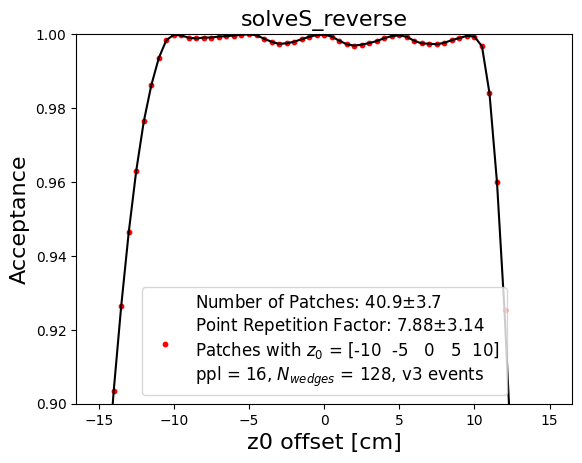 solveS_reverse
1.00
0.98
0.96
0.94
0.92
0.90
Acceptance
Number of Patches: 40.9±3.7
Point Repetition Factor: 7.88±3.14
Patches with z₀ = [-10 -5 0 5 10]
ppl = 16, N_wedges = 128, v3 events
−15 −10 −5 0 5 10 15
z0 offset [cm]